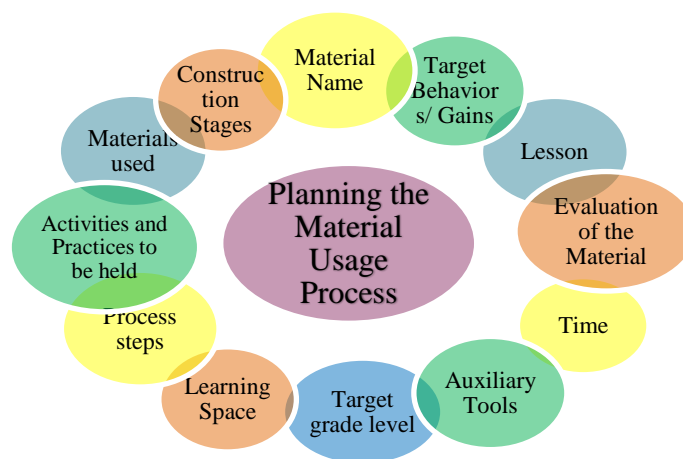 Material
Name
Target
Behavior
s/ Gains
Lesson
Evaluation
of the
Material
Time
Auxiliary
Tools
Target
grade level
Learning
Space
Process
steps
Activities and
Practices to
be held
Materials
used
Construc
tion
Stages
Planning the
Material
Usage
Process